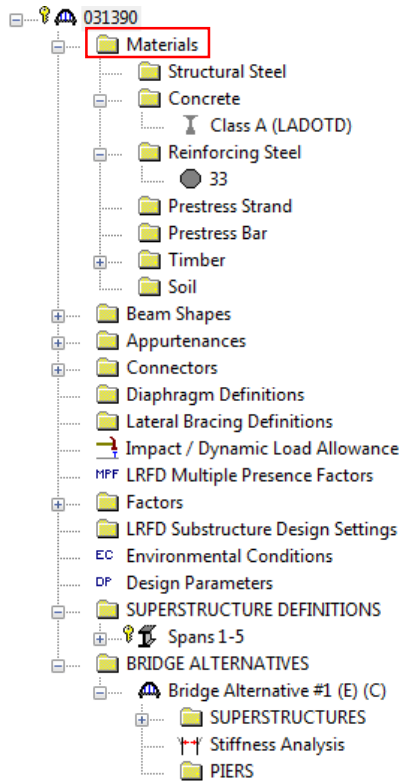 031390
Materials
Structural Steel
Concrete
Class A (LADOTD)
Reinforcing Steel
33
Prestress Strand
Prestress Bar
Timber
Soil
Beam Shapes
Appurtenances
Connectors
Diaphragm Definitions
Lateral Bracing Definitions
Impact / Dynamic Load Allowance
MPF LRFD Multiple Presence Factors
Factors
LRFD Substructure Design Settings
EC Environmental Conditions
DP Design Parameters
SUPERSTRUCTURE DEFINITIONS
Spans 1-5
BRIDGE ALTERNATIVES
Bridge Alternative #1 (E) (C)
SUPERSTRUCTURES
Stiffness Analysis
PIERS